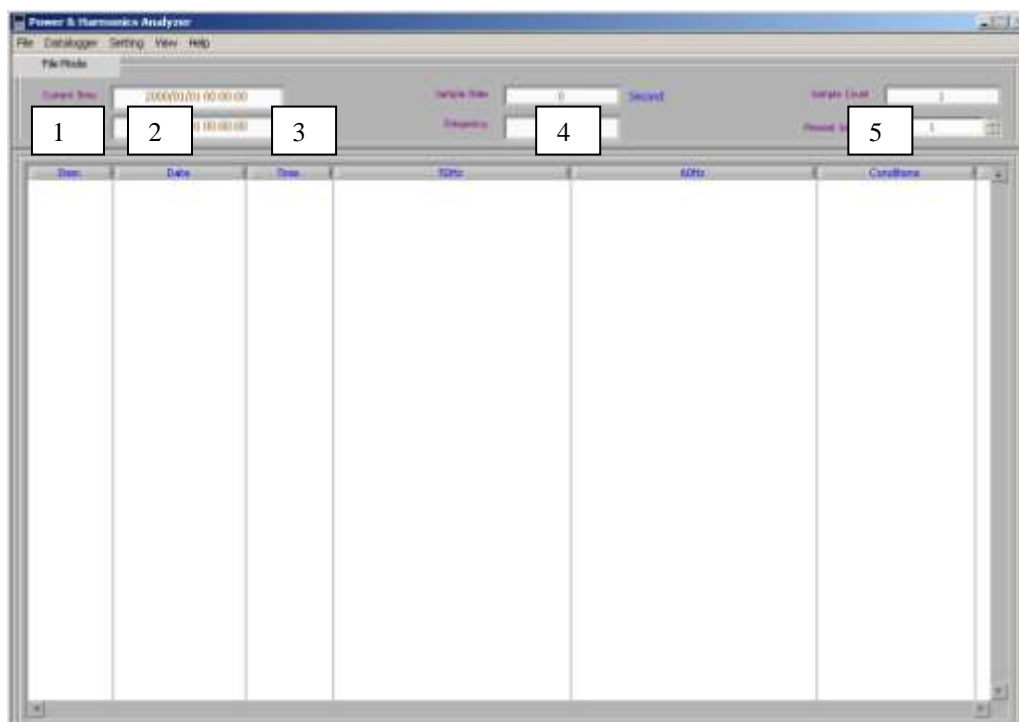 Power & Harmonics Analyzer
File Datalogger Setting View Help
File Mode
Current Time 2000/01/01 00:00:00 Sample Rate 0 Second Sample Count 1
1 2 00:00:00 3 Frequency 4 5 1
Item Date Time 50Hz 60Hz Conditions